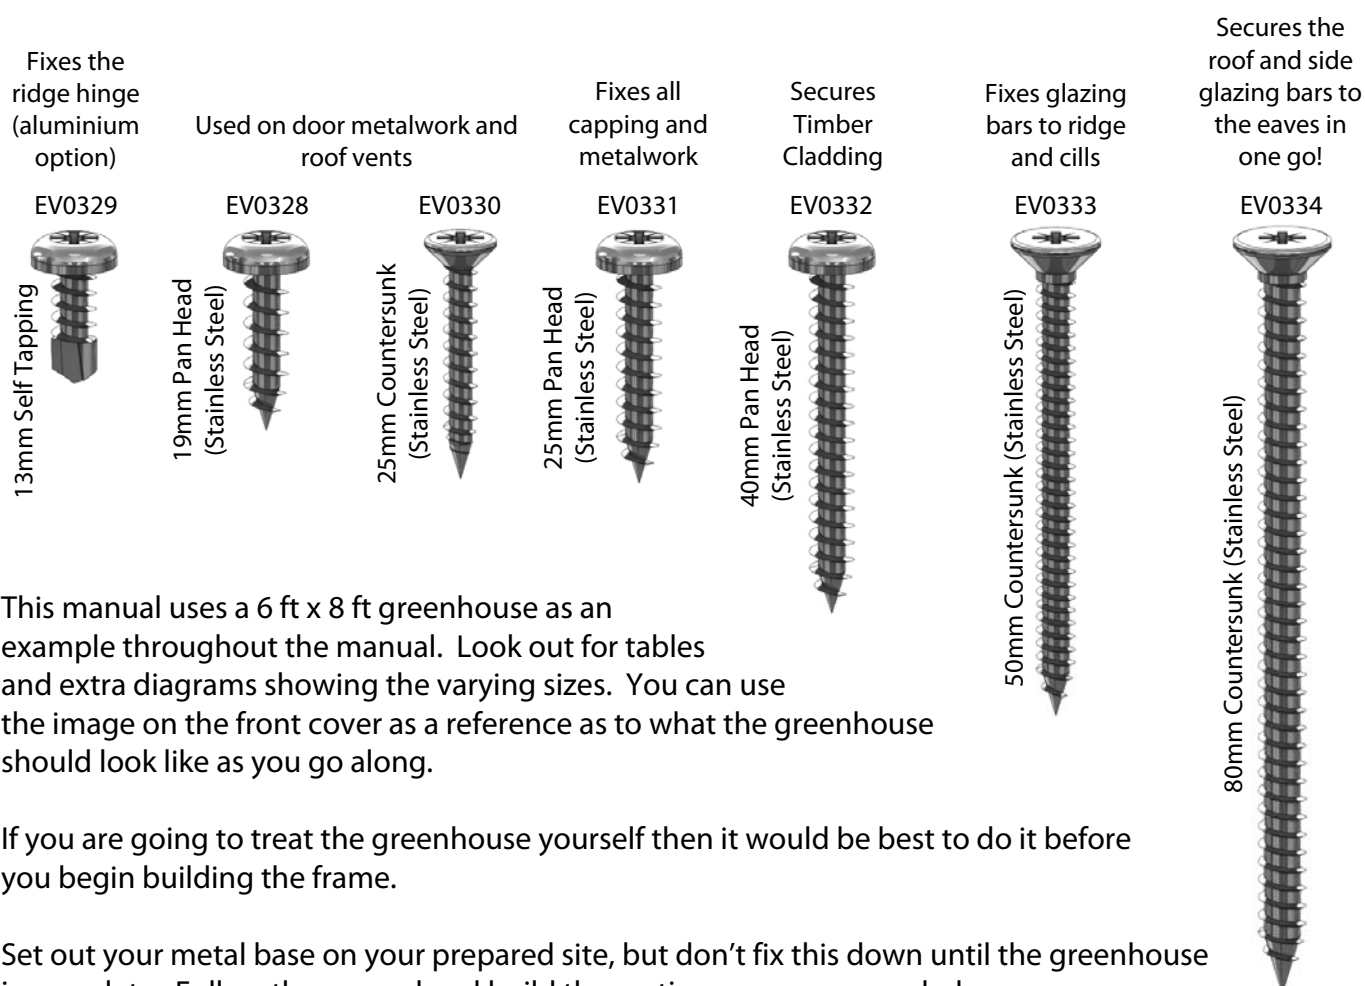 Fixes the
ridge hinge
(aluminium
option)
Used on door metalwork and
roof vents
Fixes all
capping and
metalwork
Secures
Timber
Cladding
Fixes glazing
bars to ridge
and cills
Secures the
roof and side
glazing bars to
the eaves in
one go!
EV0329
EV0328
EV0330
EV0331
EV0332
EV0333
EV0334
13mm Self Tapping
19mm Pan Head
(Stainless Steel)
25mm Countersunk
(Stainless Steel)
25mm Pan Head
(Stainless Steel)
40mm Pan Head
(Stainless Steel)
50mm Countersunk (Stainless Steel)
80mm Countersunk (Stainless Steel)
This manual uses a 6 ft x 8 ft greenhouse as an
example throughout the manual.  Look out for tables
and extra diagrams showing the varying sizes.  You can use
the image on the front cover as a reference as to what the greenhouse
should look like as you go along.
If you are going to treat the greenhouse yourself then it would be best to do it before
you begin building the frame.
Set out your metal base on your prepared site, but don’t fix this down until the greenhouse